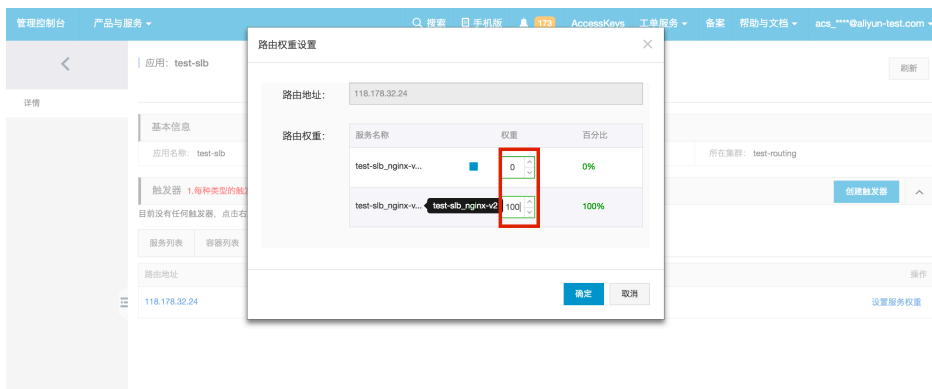 管理控制台 产品与服务 搜索 手机版 173 AccessKeys 工单服务 备案 帮助与文档 acs_****@aliyun-test.com
路由权重设置
应用: test-slb
刷新
详情
路由地址: 118.178.32.24
基本信息
路由权重: 服务名称 权重 百分比
应用名称: test-slb
所在集群: test-routing
test-slb_nginx-v... 0 0%
触发器 1.每种类型的触
创建触发器
test-slb_nginx-v... test-slb_nginx-v2 100 100%
目前没有任何触发器，点击右
服务列表 容器列表
路由地址
操作
确定 取消
118.178.32.24
设置服务权重